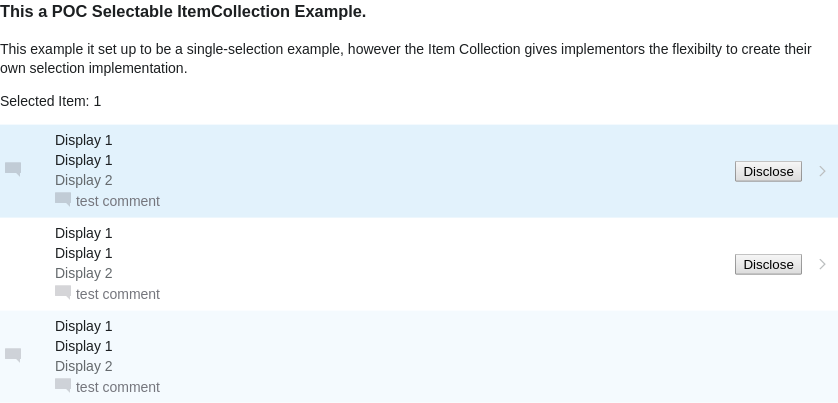 This a POC Selectable ItemCollection Example.
This example it set up to be a single-selection example, however the Item Collection gives implementors the flexibilty to create their
own selection implementation.
Selected Item: 1
Display 1
Display 1
Display 2
test comment
Disclose
Display 1
Display 1
Display 2
test comment
Disclose
Display 1
Display 1
Display 2
test comment